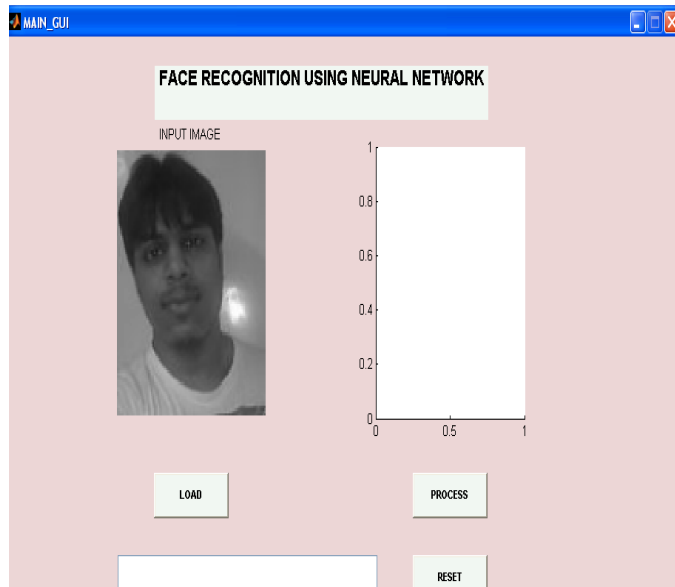 MAIN_GUI
FACE RECOGNITION USING NEURAL NETWORK
INPUT IMAGE
1
0.8
0.6
0.4
0.2
0
0 0.5 1
LOAD PROCESS
RESET